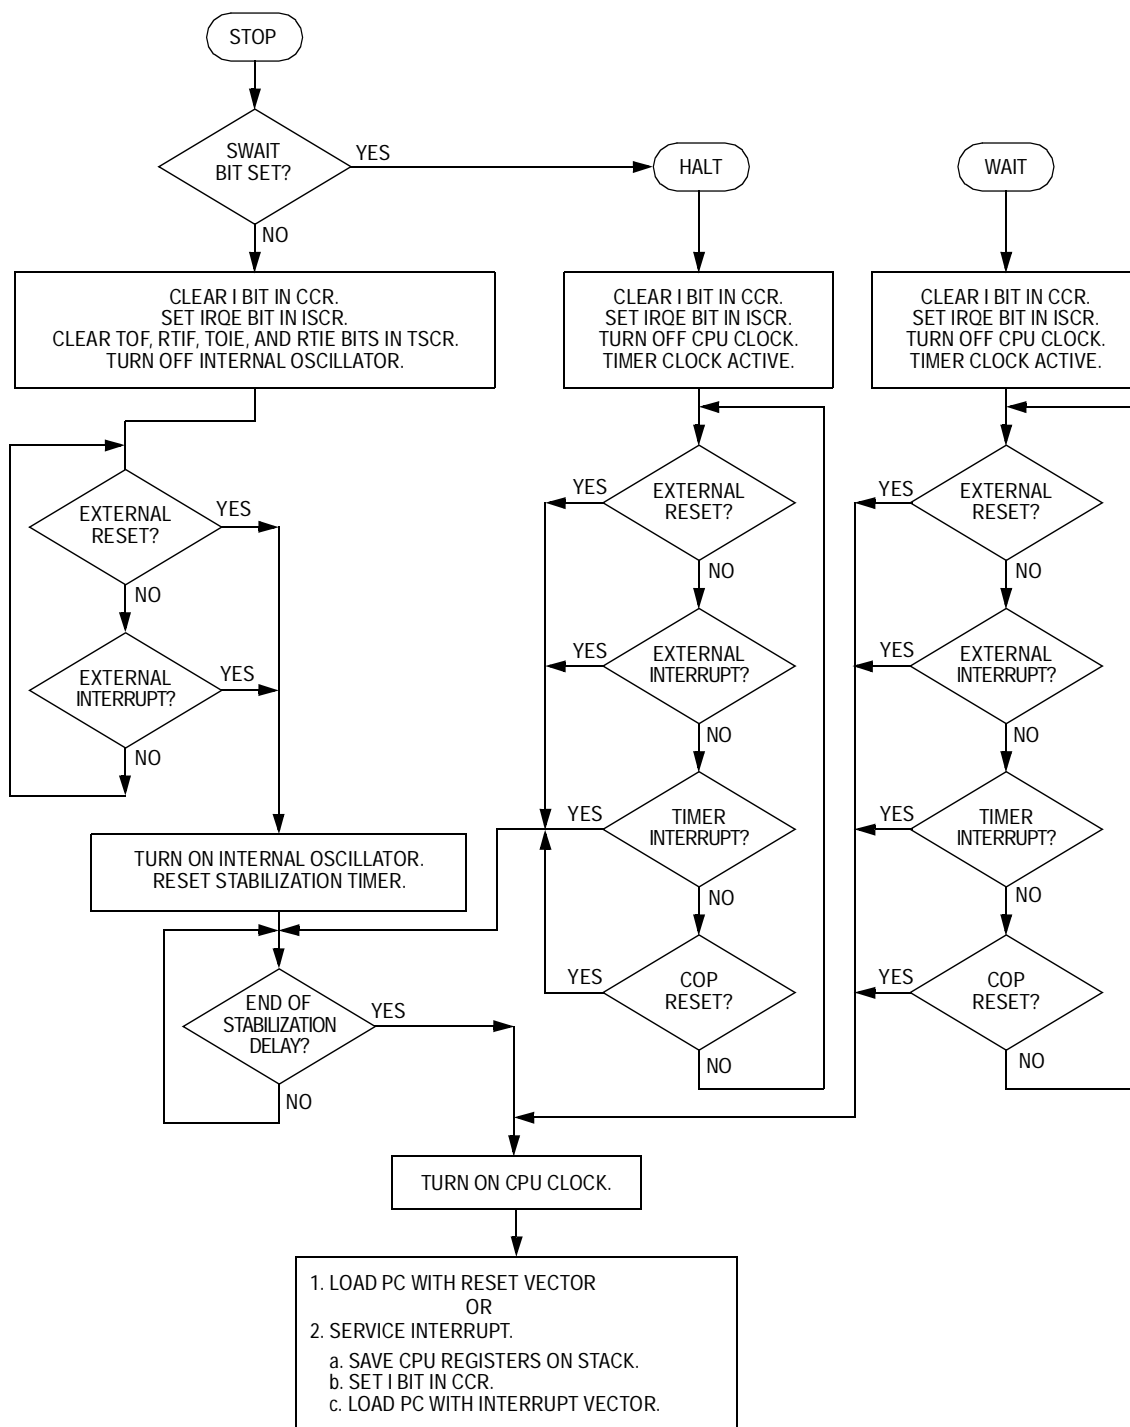 STOP
SWAIT
BIT SET?
YES
NO
HALT
WAIT
CLEAR I BIT IN CCR.
SET IRQE BIT IN ISCR.
CLEAR TOF, RTIF, TOIE, AND RTIE BITS IN TSCR.
TURN OFF INTERNAL OSCILLATOR.
CLEAR I BIT IN CCR.
SET IRQE BIT IN ISCR.
TURN OFF CPU CLOCK.
TIMER CLOCK ACTIVE.
CLEAR I BIT IN CCR.
SET IRQE BIT IN ISCR.
TURN OFF CPU CLOCK.
TIMER CLOCK ACTIVE.
EXTERNAL
RESET?
YES
NO
EXTERNAL
INTERRUPT?
YES
NO
TURN ON INTERNAL OSCILLATOR.
RESET STABILIZATION TIMER.
END OF
STABILIZATION
DELAY?
YES
NO
YES
EXTERNAL
RESET?
NO
YES
EXTERNAL
INTERRUPT?
NO
YES
TIMER
INTERRUPT?
NO
YES
COP
RESET?
NO
YES
EXTERNAL
RESET?
NO
YES
EXTERNAL
INTERRUPT?
NO
YES
TIMER
INTERRUPT?
NO
YES
COP
RESET?
NO
TURN ON CPU CLOCK.
1. LOAD PC WITH RESET VECTOR
OR
2. SERVICE INTERRUPT.
a. SAVE CPU REGISTERS ON STACK.
b. SET I BIT IN CCR.
c. LOAD PC WITH INTERRUPT VECTOR.